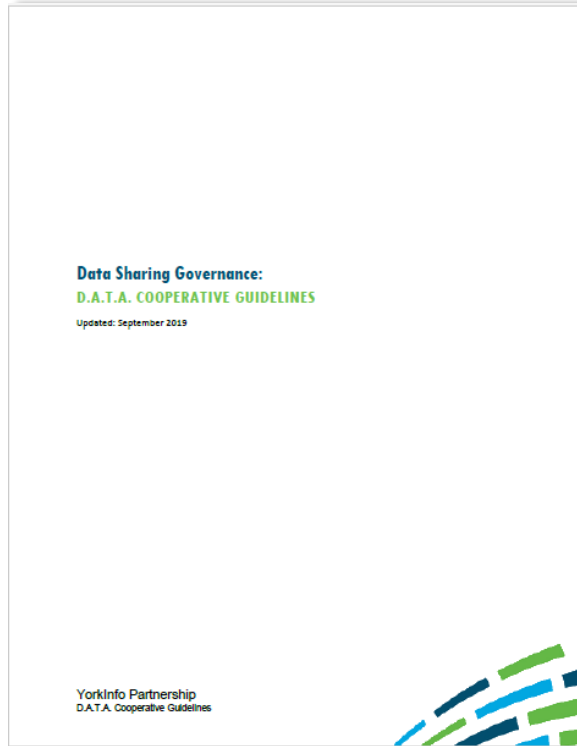 Data Sharing Governance:
D.A.T.A. COOPERATIVE GUIDELINES
Updated: September 2019
YorkInfo Partnership
D.A.T.A. Cooperative Guidelines